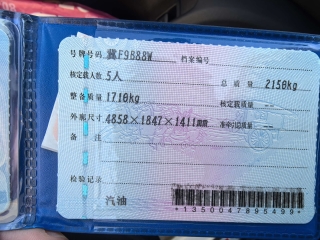 号牌号码 冀F9B88W 档案编号
核定载人数 5人 总质量 2150kg
整备质量 1710kg 核定载质量 --
外廓尺寸 4858×1847×1411mm 准牵引总质量 --
备注
检验记录
汽油
*1350047895499*